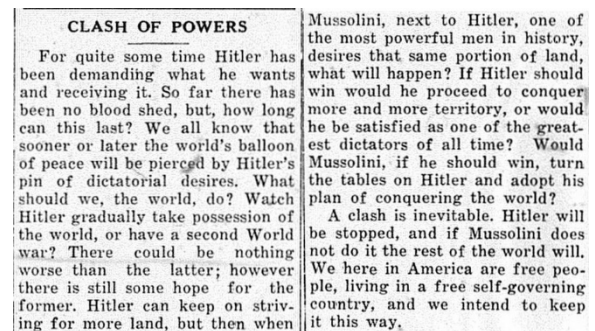 CLASH OF POWERS
For quite some time Hitler has
been demanding what he wants
and receiving it. So far there has
been no blood shed, but, how long
can this last? We all know that
sooner or later the world's balloon
of peace will be pierced by Hitler's
pin of dictatorial desires. What
should we, the world, do? Watch
Hitler gradually take possession of
the world, or have a second World
war? There could be nothing
worse than the latter; however
there is still some hope for the
former. Hitler can keep on striv-
ing for more land, but then when
Mussolini, next to Hitler, one of
the most powerful men in history,
desires that same portion of land,
what will happen? If Hitler should
win would he proceed to conquer
more and more territory, or would
he be satisfied as one of the great-
est dictators of all time? Would
Mussolini, if he should win, turn
the tables on Hitler and adopt his
plan of conquering the world?
A clash is inevitable. Hitler will
be stopped, and if Mussolini does
not do it the rest of the world will.
We here in America are free peo-
ple, living in a free self-governing
country, and we intend to keep
it this way.